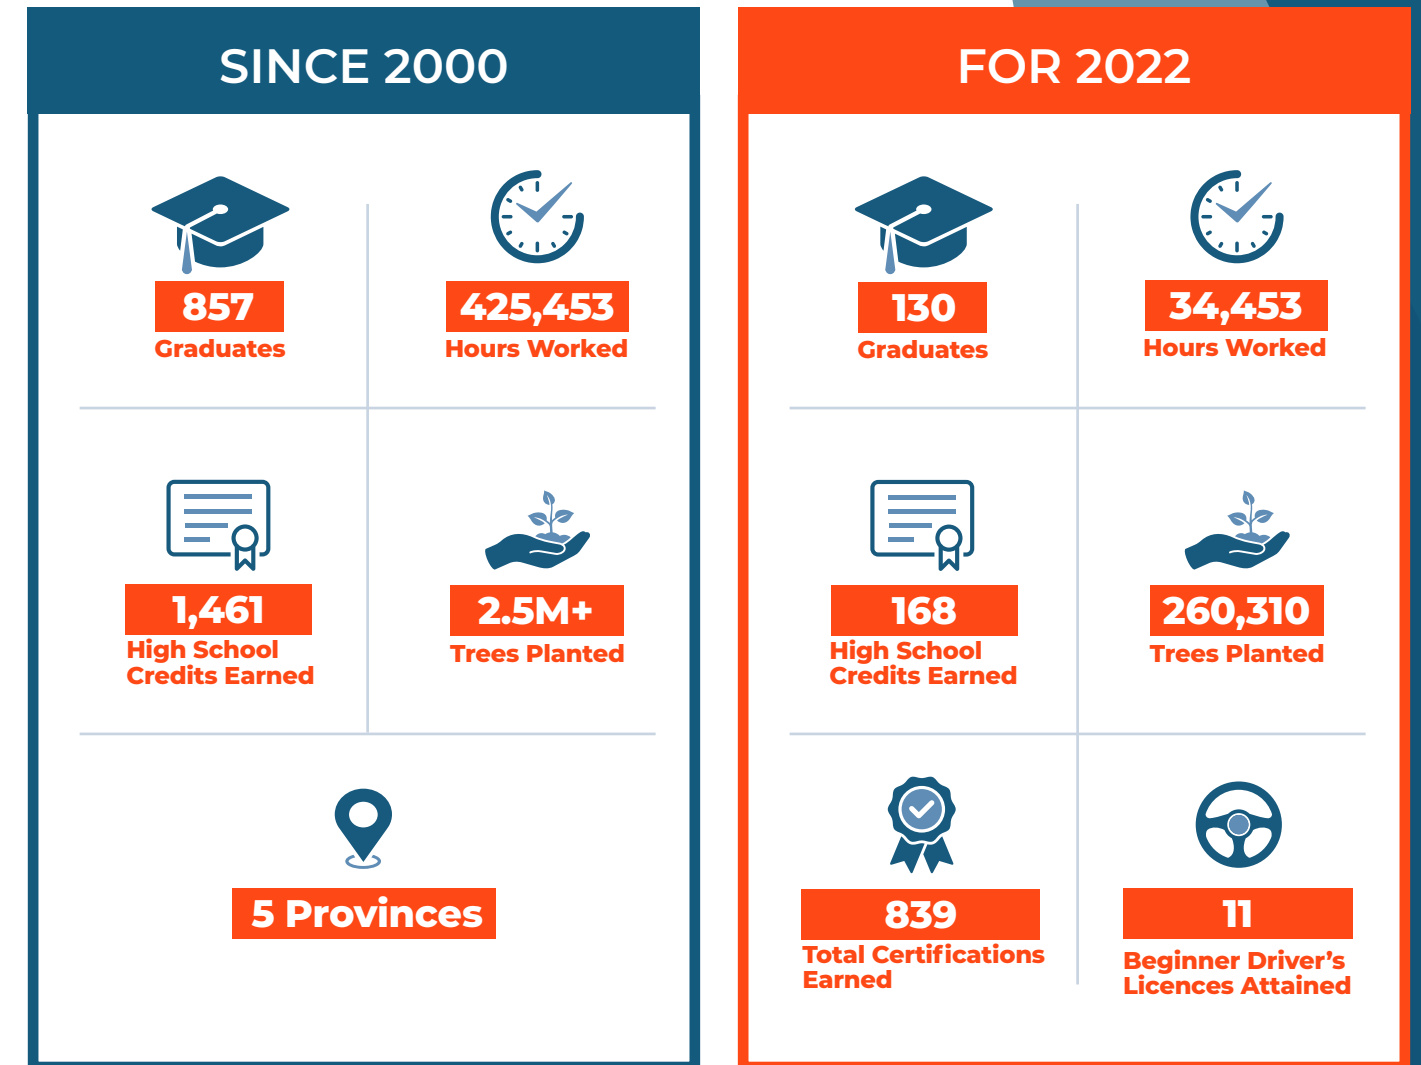 SINCE 2000
857
Graduates
425,453
Hours Worked
1,461
High School
Credits Earned
2.5M+
Trees Planted
5 Provinces
FOR 2022
130
Graduates
34,453
Hours Worked
168
High School
Credits Earned
260,310
Trees Planted
839
Total Certifications
Earned
11
Beginner Driver’s
Licences Attained